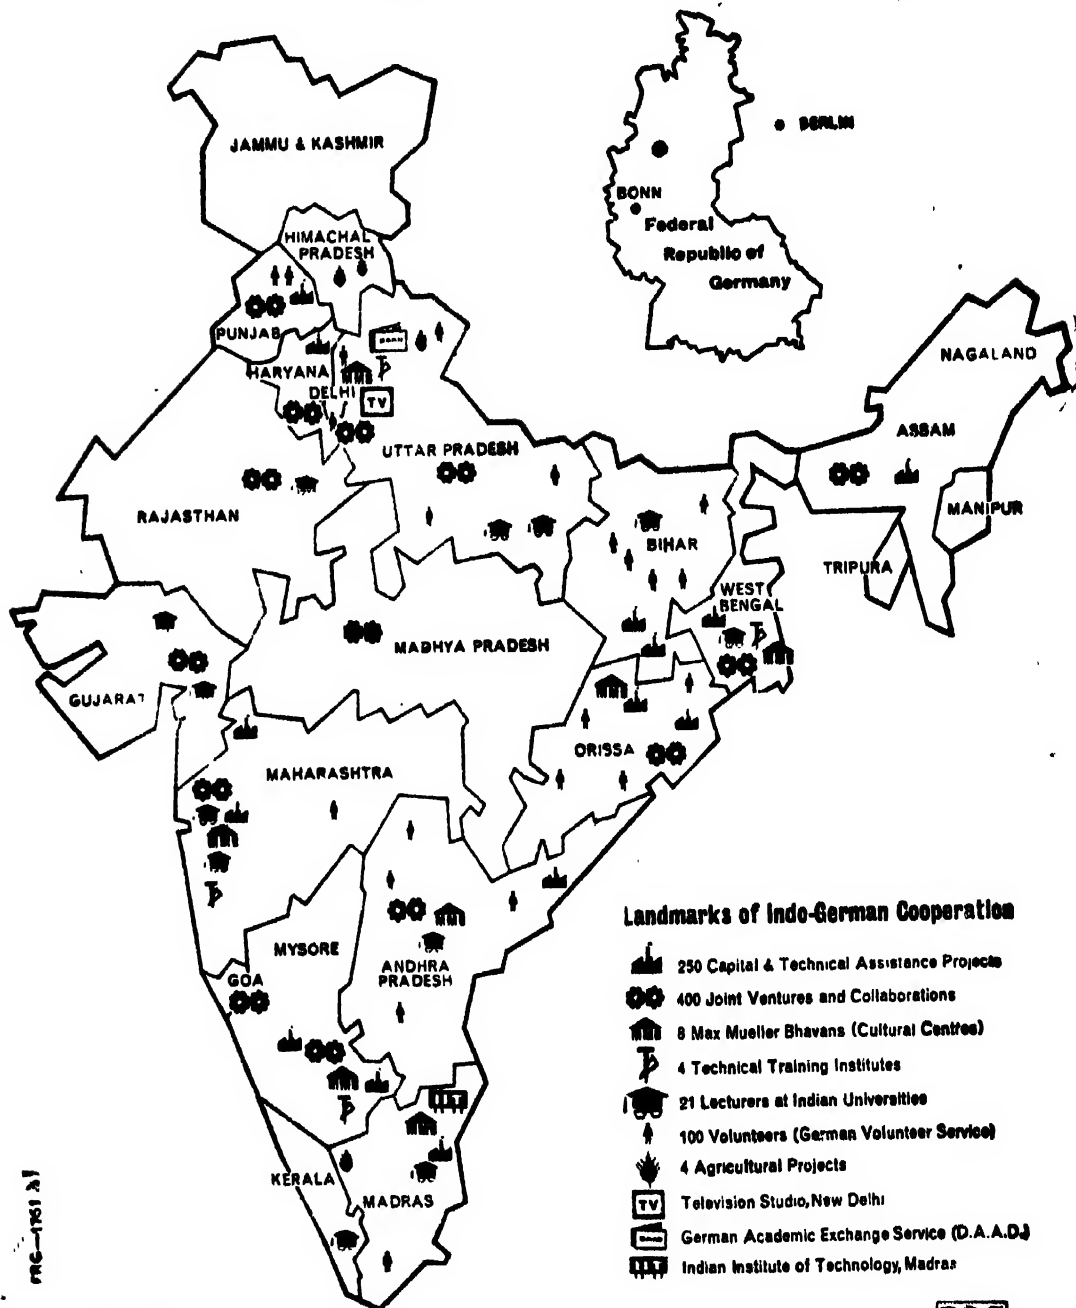 JAMMU & KASHMIR
BERLIN
BONN
Federal
Republic of
Germany
HIMACHAL
PRADESH
PUNJAB
HARYANA
DELHI
TV
NAGALAND
ASSAM
UTTAR PRADESH
RAJASTHAN
MANIPUR
BIHAR
TRIPURA
WEST
BENGAL
MADHYA PRADESH
GUJARAT
ORISSA
MAHARASHTRA
MYSORE
ANDHRA
PRADESH
GOA
IIT
KERALA
MADRAS
Landmarks of Indo-German Cooperation
250 Capital & Technical Assistance Projects
400 Joint Ventures and Collaborations
8 Max Mueller Bhavans (Cultural Centres)
4 Technical Training Institutes
21 Lecturers at Indian Universities
100 Volunteers (German Volunteer Service)
4 Agricultural Projects
TV Television Studio, New Delhi
German Academic Exchange Service (D.A.A.D.)
IIT Indian Institute of Technology, Madras